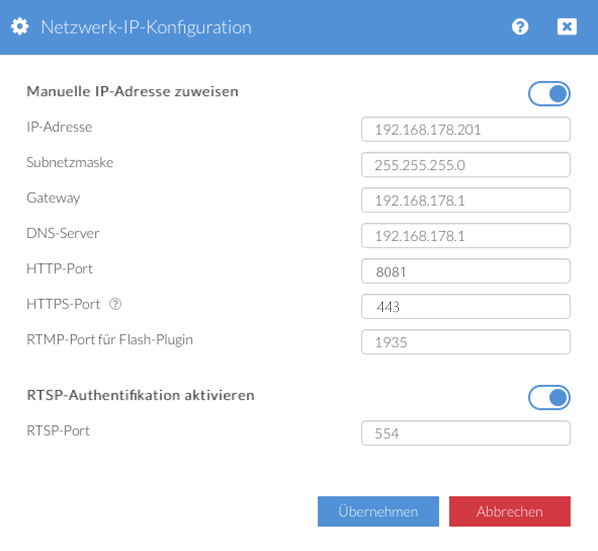 Netzwerk-IP-Konfiguration
Manuelle IP-Adresse zuweisen
IP-Adresse 192.168.178.201
Subnetzmaske 255.255.255.0
Gateway 192.168.178.1
DNS-Server 192.168.178.1
HTTP-Port 8081
HTTPS-Port ? 443
RTMP-Port für Flash-Plugin 1935
RTSP-Authentifikation aktivieren
RTSP-Port 554
Übernehmen Abbrechen